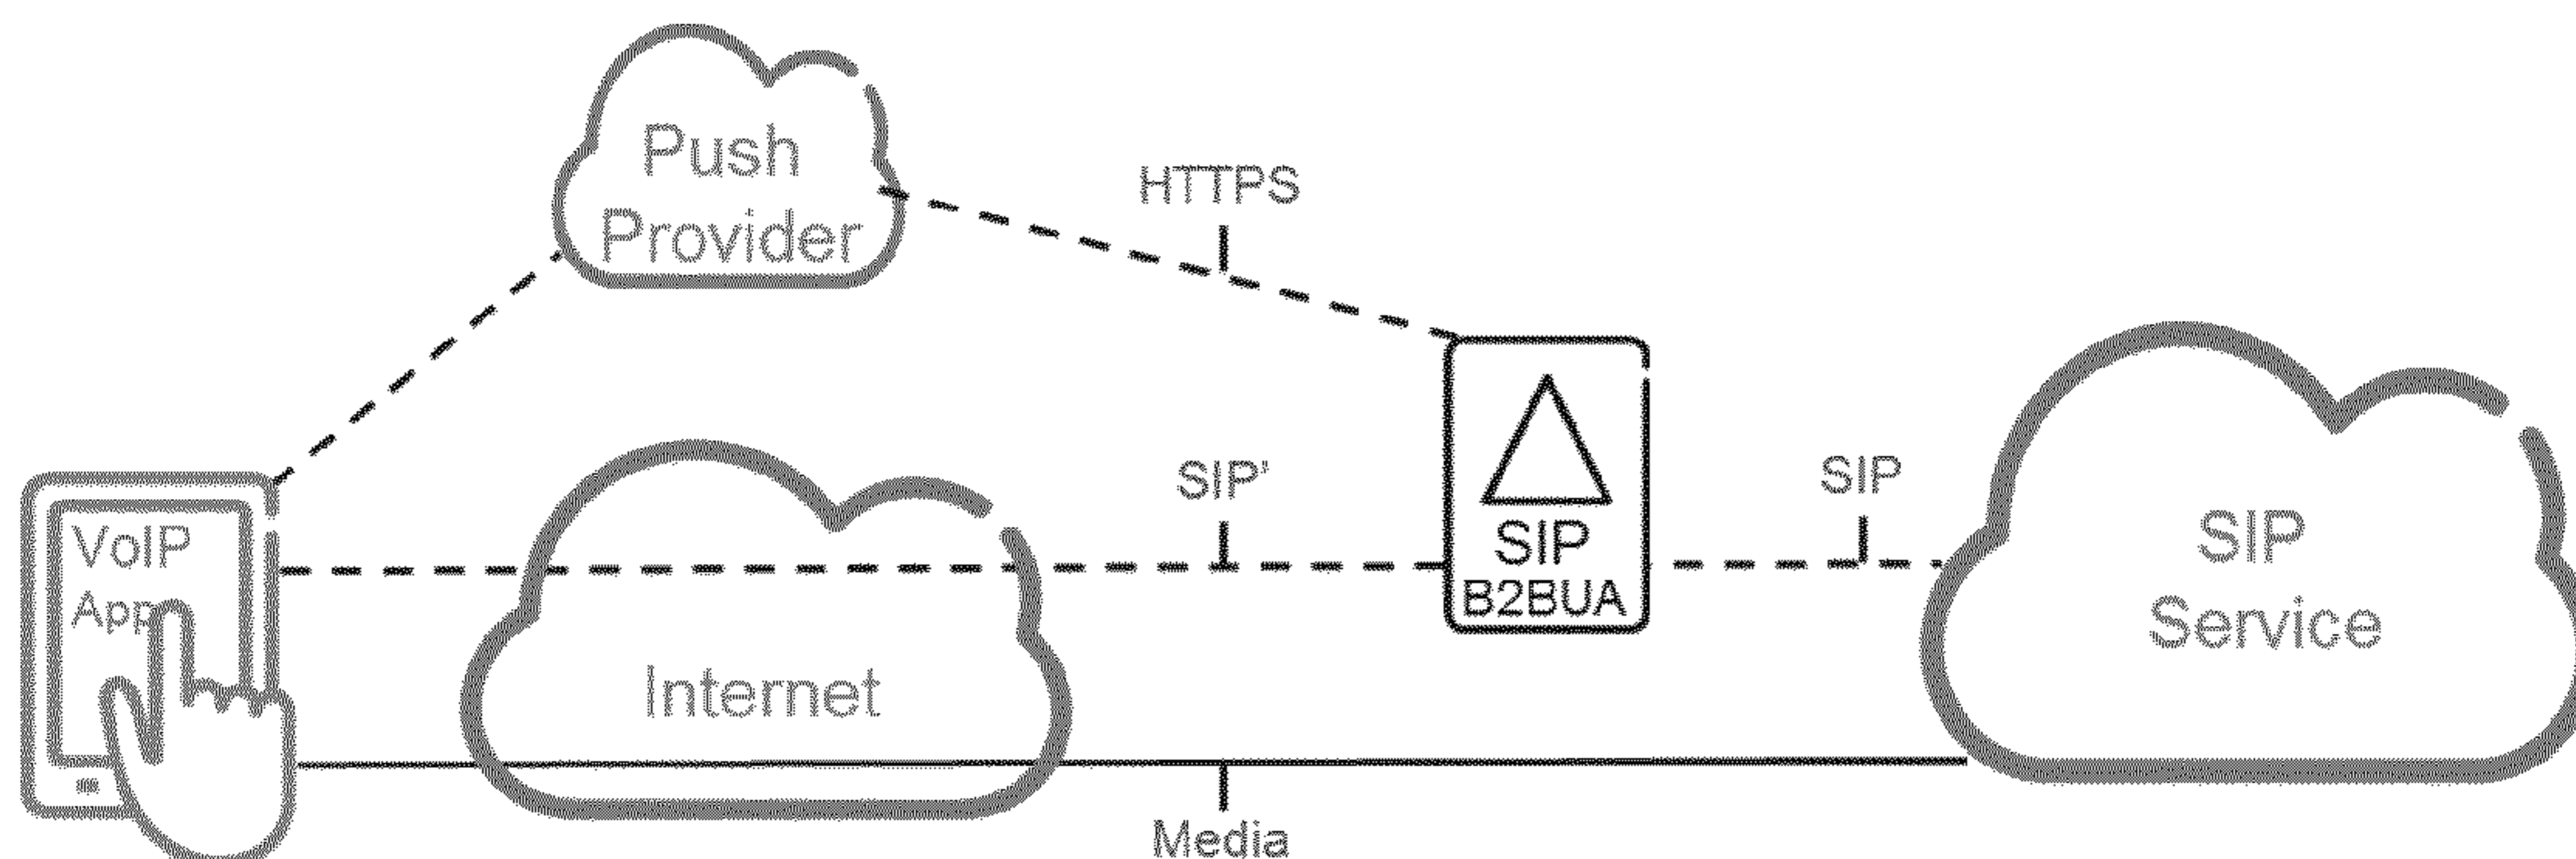 Push
Provider
HTTPS
VoIP
App
SIP'
SIP
B2BUA
SIP
SIP
Service
Internet
Media